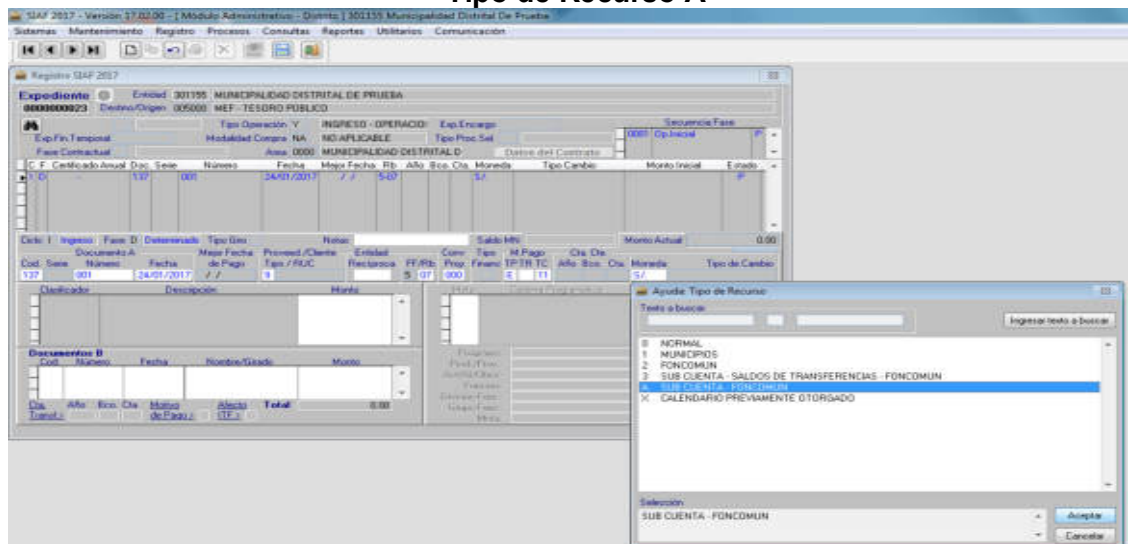 Tipo de Recurso A
SIAF 2017 - Versión 17.02.00 - [ Módulo Administrativo - Distrito ] 301155 Municipalidad Distrital De Prueba
Sistemas Mantenimiento Registro Procesos Consultas Reportes Utilitarios Comunicación
Registro SIAF 2017
Expediente Entidad 301155 MUNICIPALIDAD DISTRITAL DE PRUEBA
0000000023 Destino/Origen 005000 MEF - TESORO PÚBLICO
Tipo Operación Y INGRESO - OPERACIO Exp.Encargo Secuencia Fase
Exp.Fin.Temporal Modalidad Compra NA NO APLICABLE Tipo Proc. Sel 0001 Op.Inicial P
Fase Contractual Area 0000 MUNICIPALIDAD DISTRITAL D Datos del Contrato
C F Certificado Anual Doc. Serie Número Fecha Mejor Fecha Rb Año Bco. Cta. Moneda Tipo Cambio Monto Inicial Estado
I D 137 001 24/01/2017 / / 5-07 S/. P
Ciclo I Ingreso Fase D Determinado Tipo Giro Notas Saldo MN Monto Actual 0.00
Documento A Mejor Fecha Proveed./Cliente Entidad Conv. Tipo M.Pago Cta. Cte.
Cod. Serie Número Fecha de Pago Tipo / RUC Recíproca FF/Rb Proy Financ TP TR TC Año Bco. Cta. Moneda Tipo de Cambio
137 001 24/01/2017 / / 9 5 07 000 E 11 S/.
Clasificador Descripción Monto
Meta
Documentos B
Cod. Número Fecha Nombre/Girado Monto
Cta. Año Bco. Cta Motivo Afecto Total 0.00
Transf.> de Pago > ITF >
Ayuda: Tipo de Recurso
Texto a buscar
Ingresar texto a buscar
0 NORMAL
1 MUNICIPIOS
2 FONCOMUN
3 SUB CUENTA - SALDOS DE TRANSFERENCIAS - FONCOMUN
A SUB CUENTA - FONCOMUN
X CALENDARIO PREVIAMENTE OTORGADO
Selección
SUB CUENTA - FONCOMUN
Aceptar
Cancelar